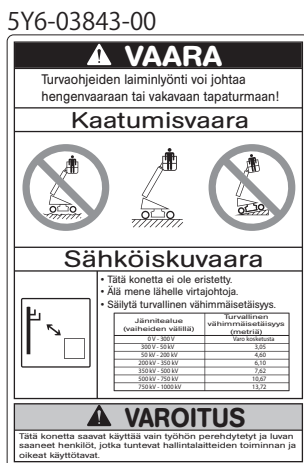 5Y6-03843-00
VAARA
Turvaohjeiden laiminlyönti voi johtaa
hengenvaaraan tai vakavaan tapaturmaan!
Kaatumisvaara
Sähköiskuvaara
• Tätä konetta ei ole eristetty.
• Älä mene lähelle virtajohtoja.
• Säilytä turvallinen vähimmäisetäisyys.
Jännitealue
(vaiheiden välillä)
Turvallinen
vähimmäisetäisyys
(metriä)
0 V - 300 V Varo kosketusta
300 V - 50 kV 3,05
50 kV - 200 kV 4,60
200 kV - 350 kV 6,10
350 kV - 500 kV 7,62
500 kV - 750 kV 10,67
750 kV - 1000 kV 13,72
VAROITUS
Tätä konetta saavat käyttää vain työhön perehdytetyt ja luvan
saaneet henkilöt, jotka tuntevat hallintalaitteiden toiminnan ja
oikeat käyttötavat.